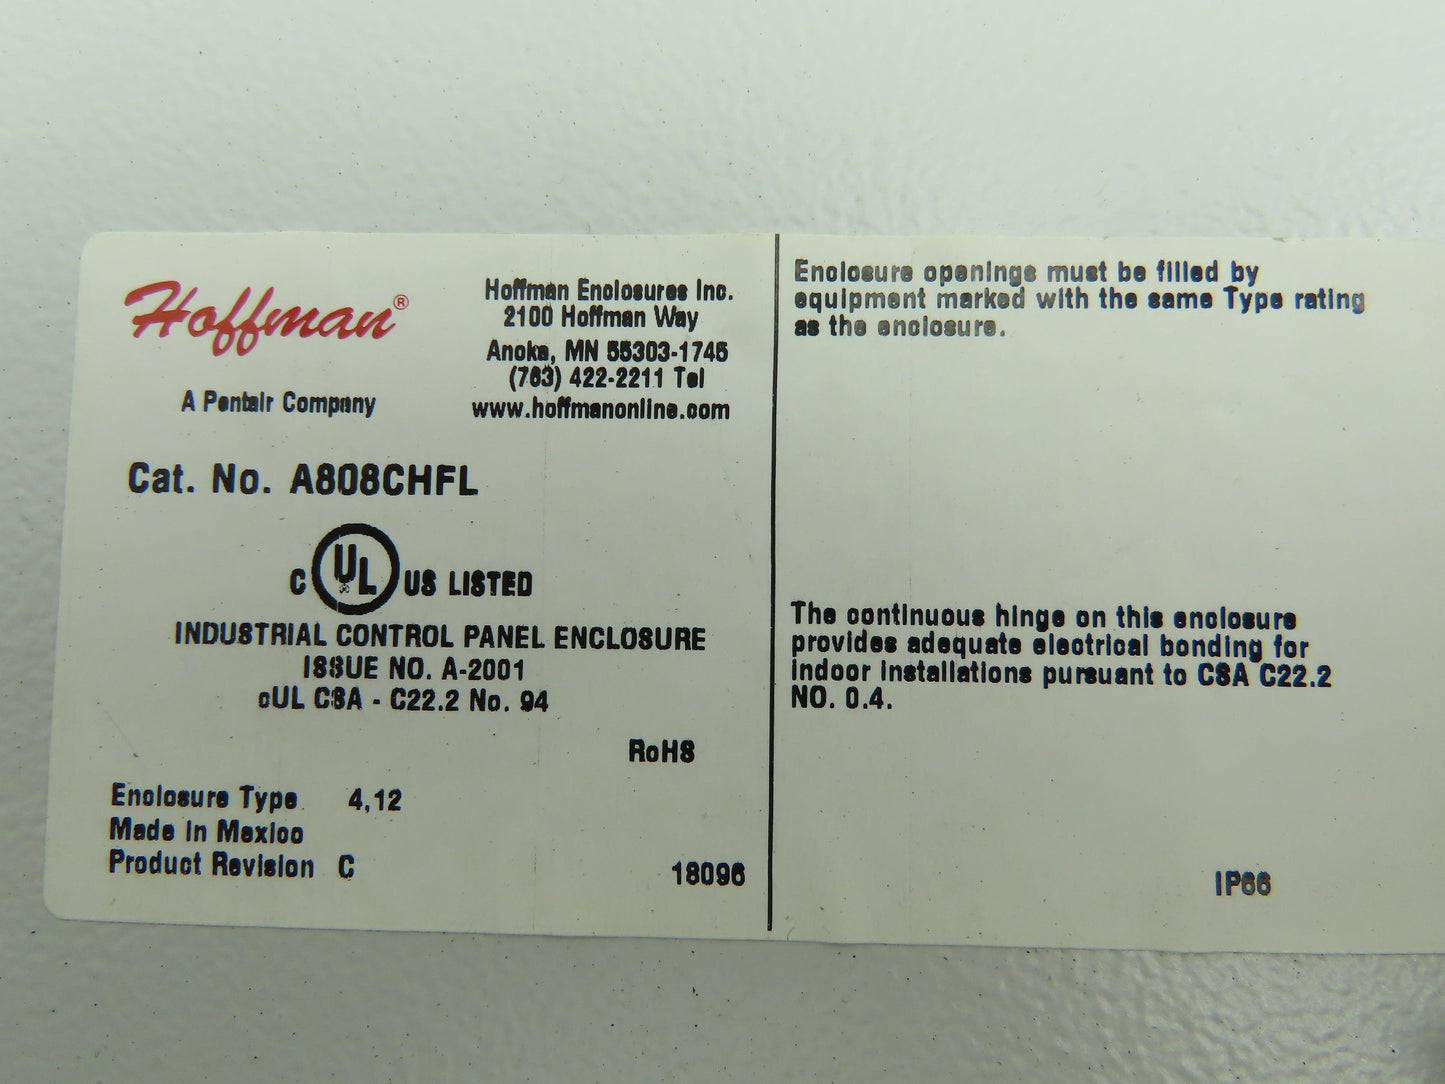 Hoffman®
A Pentair Company
Hoffman Enclosures Inc.
2100 Hoffman Way
Anoka, MN 55303-1745
(763) 422-2211 Tel
www.hoffmanonline.com
Cat. No. A808CHFL
C UL US LISTED
INDUSTRIAL CONTROL PANEL ENCLOSURE
ISSUE NO. A-2001
cUL CSA - C22.2 No. 94
RoHS
Enclosure Type 4,12
Made in Mexico
Product Revision C
18096
Enclosure openings must be filled by
equipment marked with the same Type rating
as the enclosure.
The continuous hinge on this enclosure
provides adequate electrical bonding for
indoor installations pursuant to CSA C22.2
NO. 0.4.
IP66